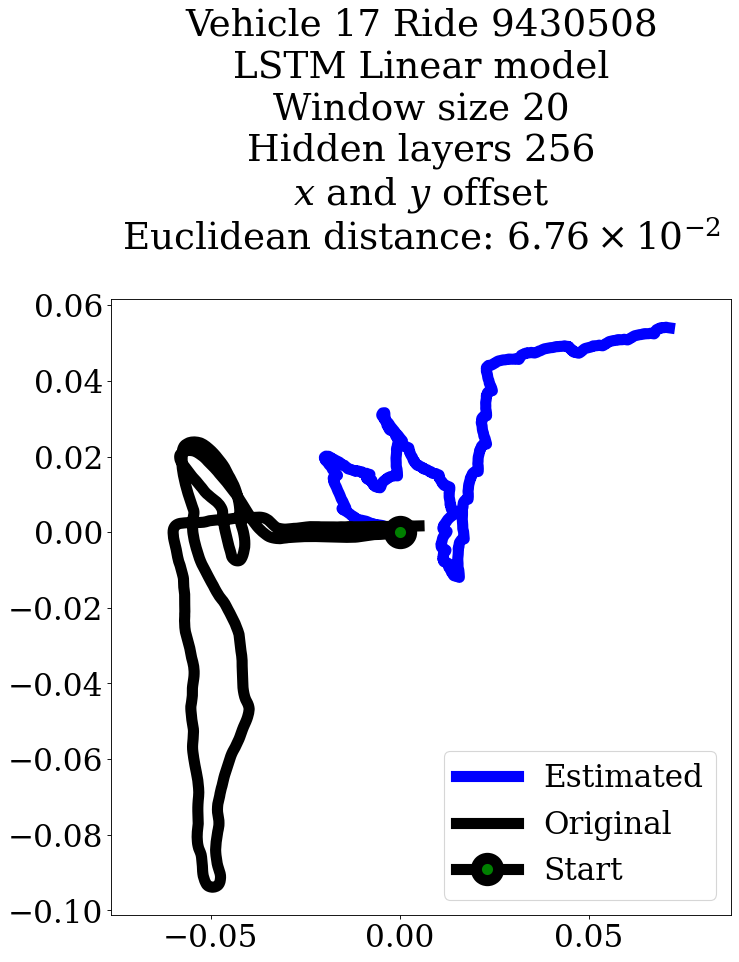 Vehicle 17 Ride 9430508
LSTM Linear model
Window size 20
Hidden layers 256
x and y offset
Euclidean distance: 6.76 × 10⁻²
0.06
0.04
0.02
0.00
−0.02
−0.04
−0.06
−0.08
−0.10
−0.05
0.00
0.05
Estimated
Original
Start